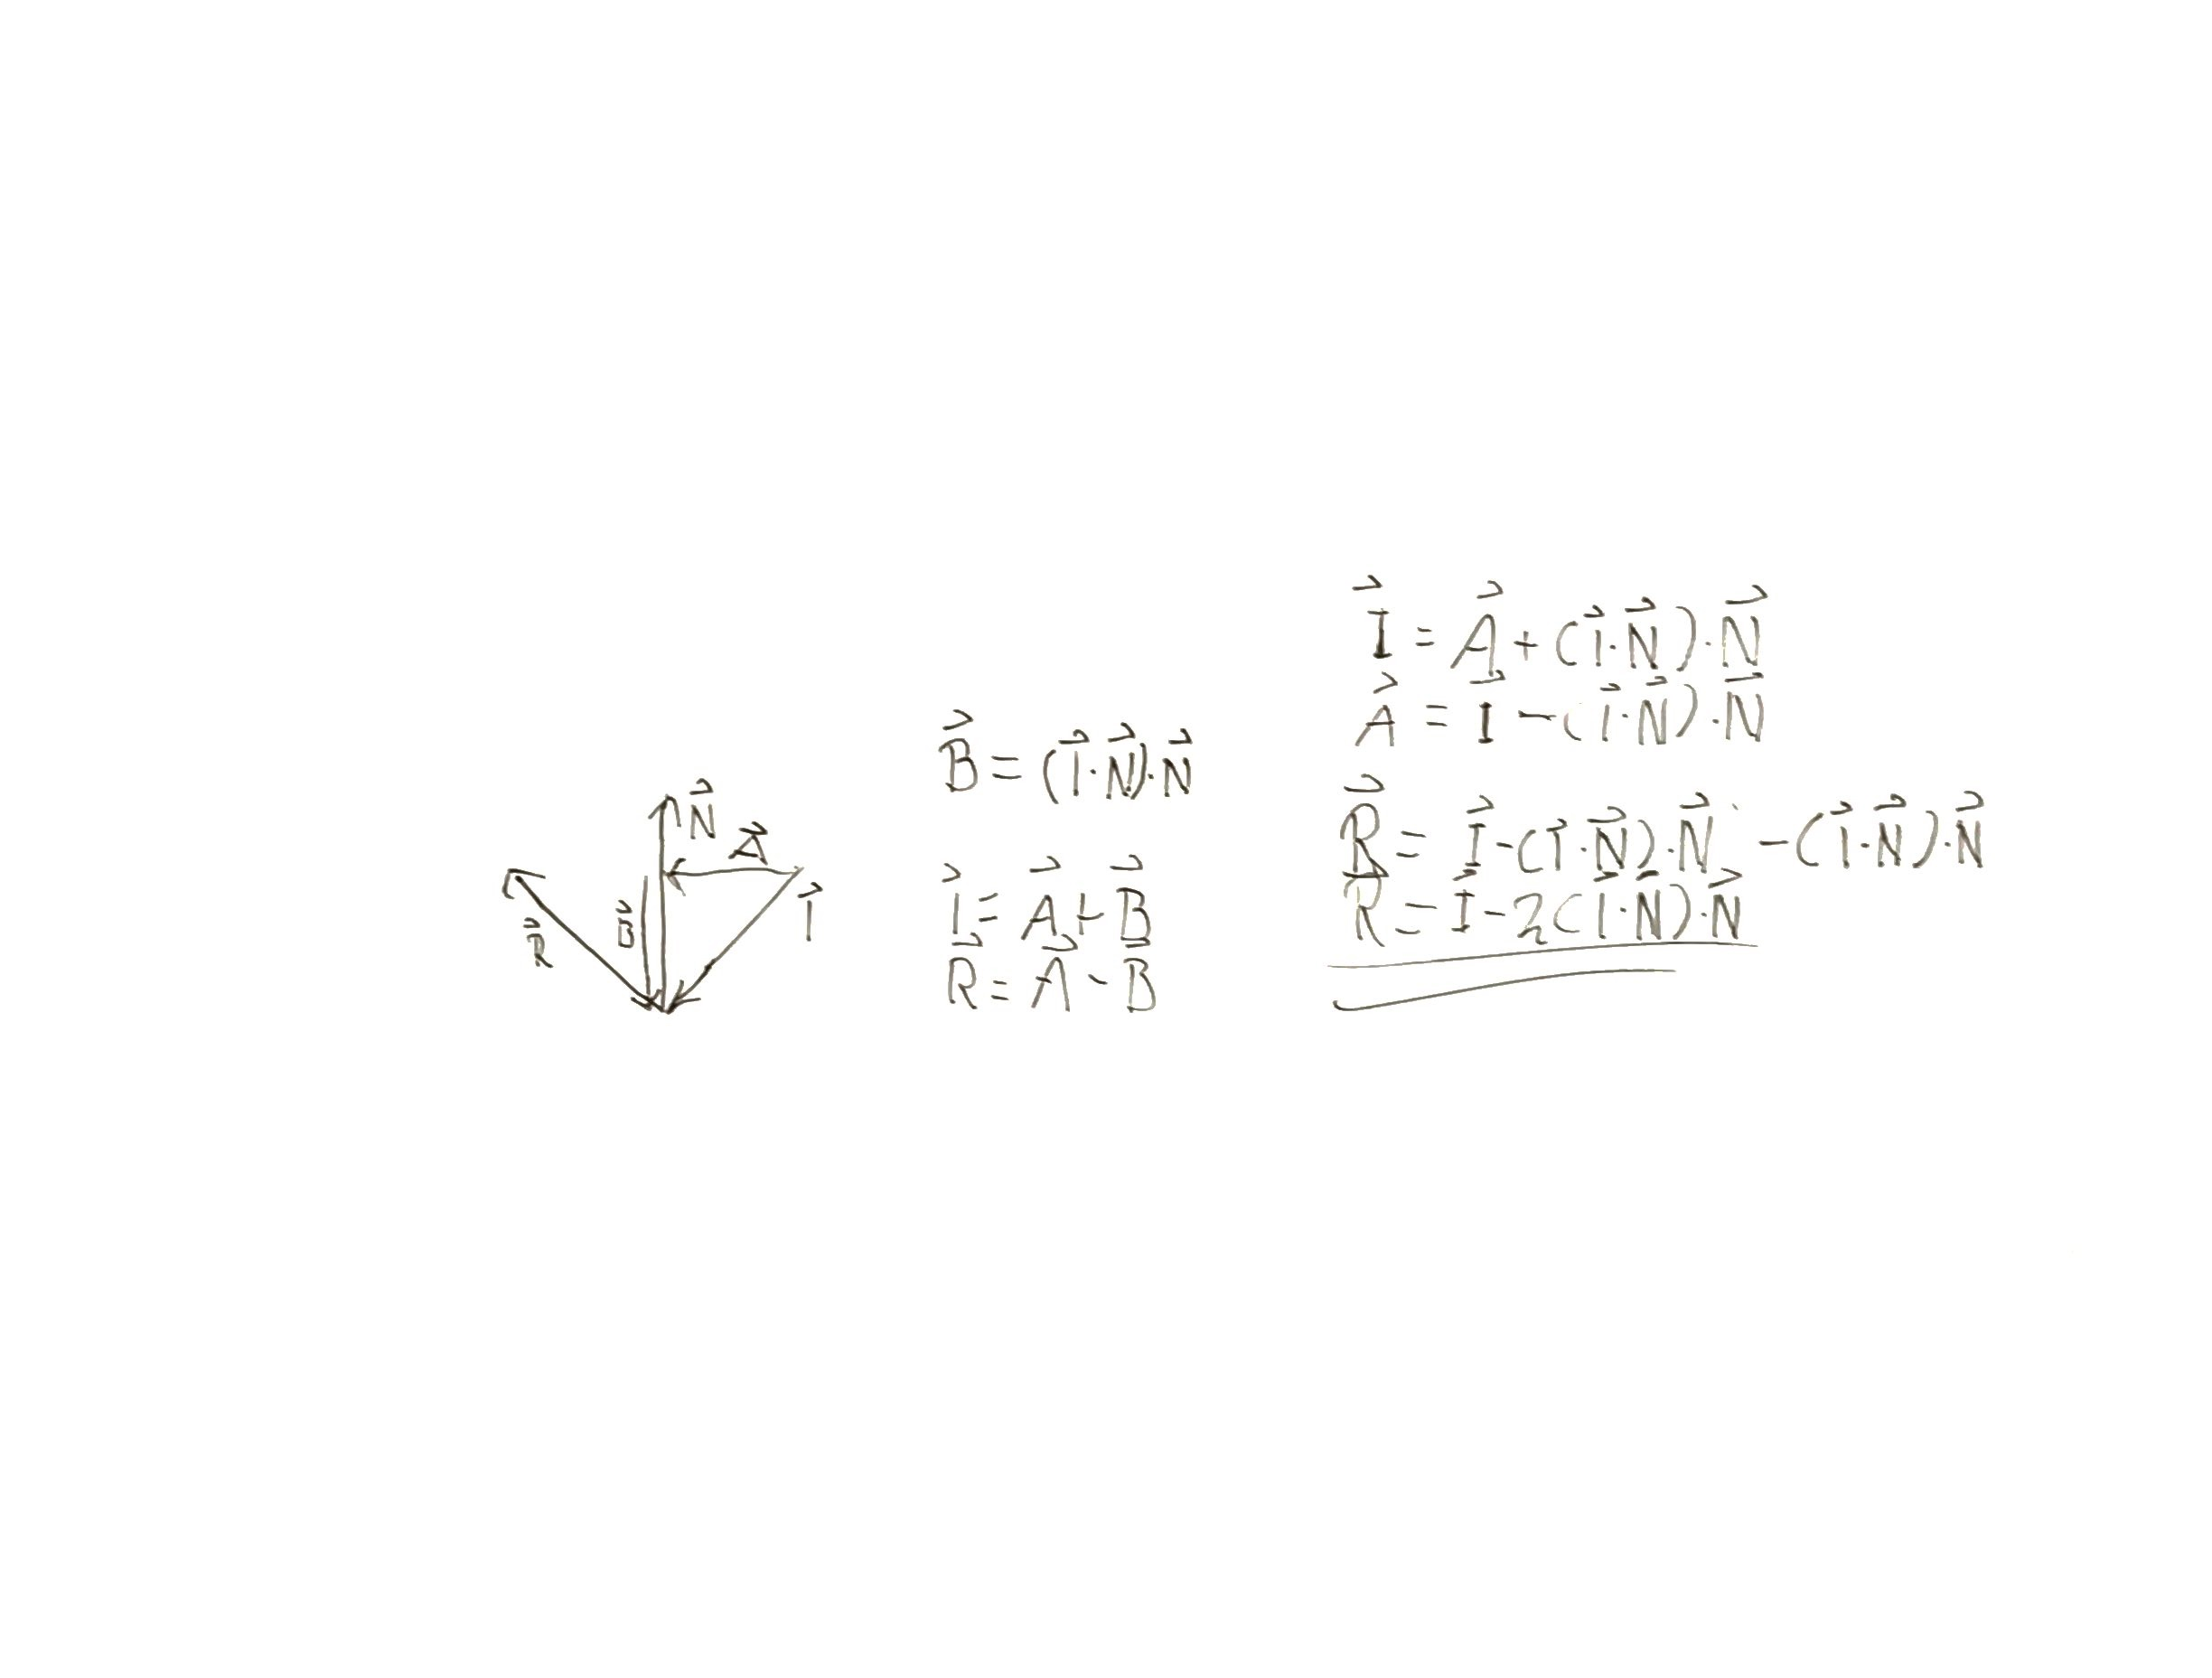 N⃗
A⃗
I⃗
B⃗
R⃗
B⃗ = (I⃗·N⃗)·N⃗
I⃗ = A⃗ + B⃗
R⃗ = A⃗ - B⃗
I⃗ = A⃗ + (I⃗·N⃗)·N⃗
A⃗ = I⃗ - (I⃗·N⃗)·N⃗
R⃗ = I⃗ - (I⃗·N⃗)·N⃗ - (I⃗·N⃗)·N⃗
R⃗ = I⃗ - 2(I⃗·N⃗)·N⃗